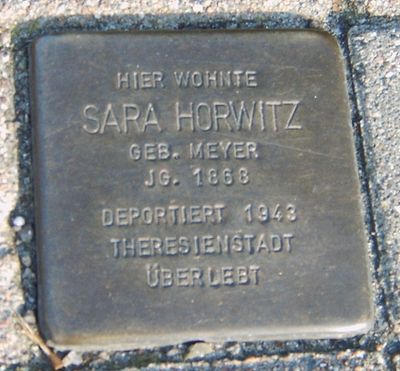 HIER WOHNTE
SARA HORWITZ
GEB. MEYER
JG. 1868
DEPORTIERT 1943
THERESIENSTADT
ÜBERLEBT